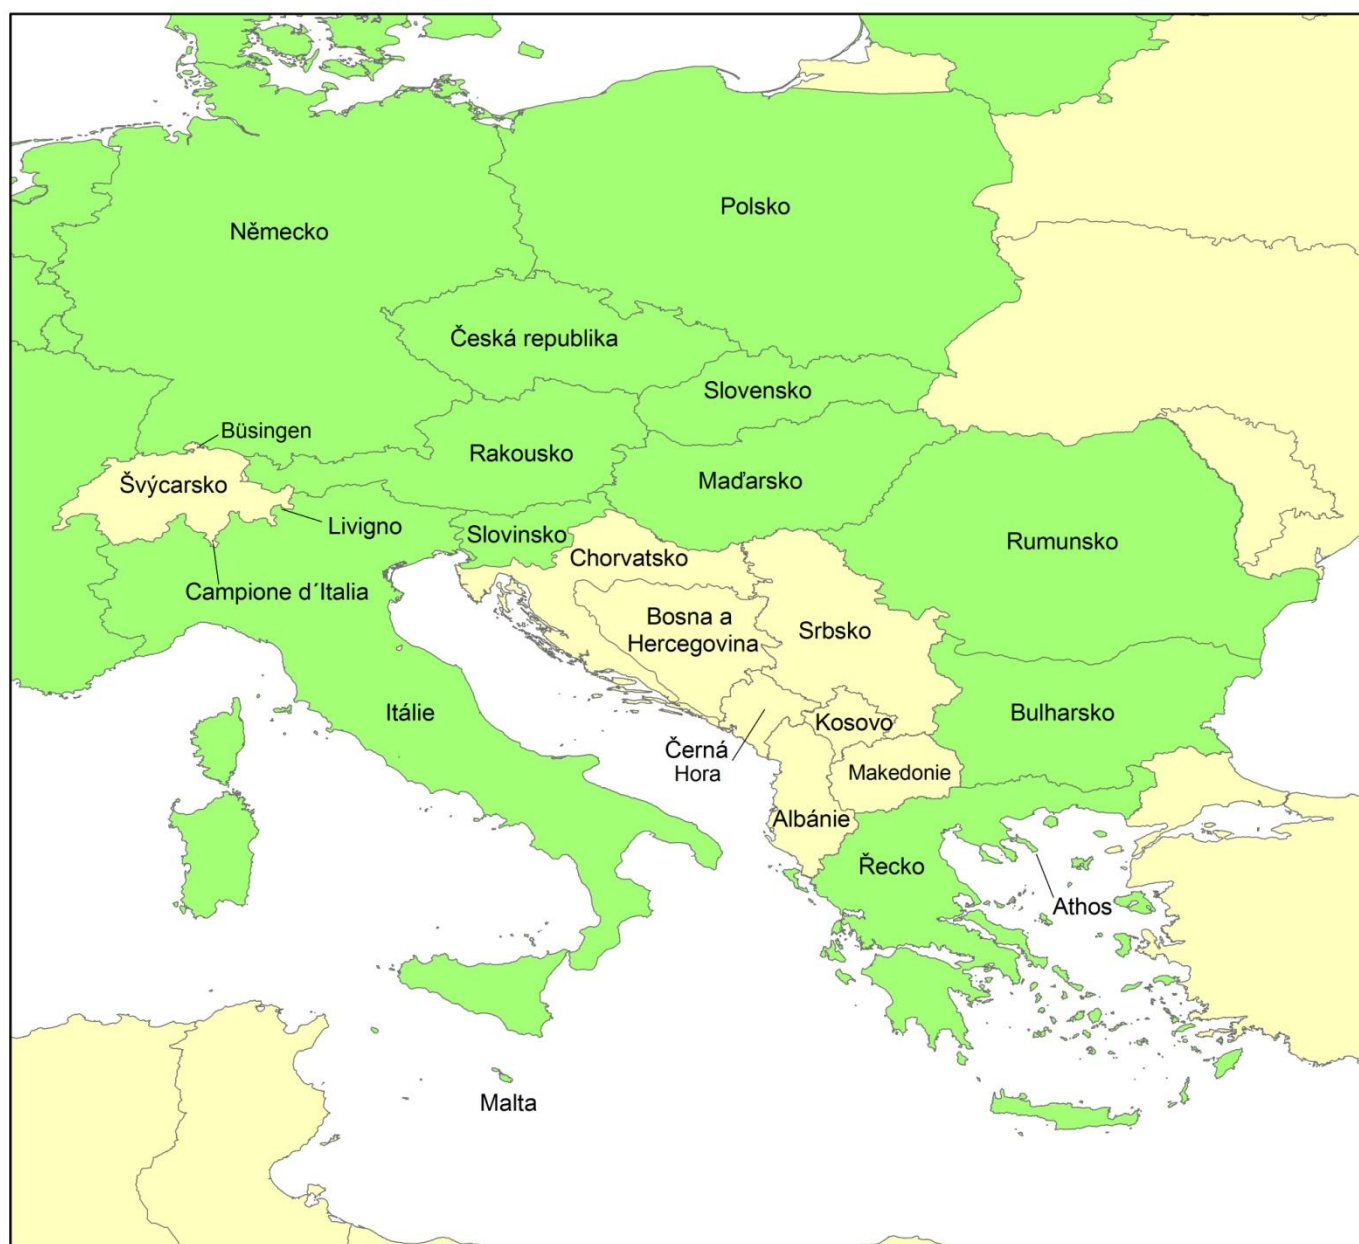 Polsko
Německo
Česká republika
Slovensko
Büsingen
Rakousko
Švýcarsko
Maďarsko
Livigno
Slovinsko
Rumunsko
Chorvatsko
Campione d´Italia
Bosna a
Hercegovina
Srbsko
Itálie
Bulharsko
Kosovo
Černá
Hora
Makedonie
Albánie
Řecko
Athos
Malta